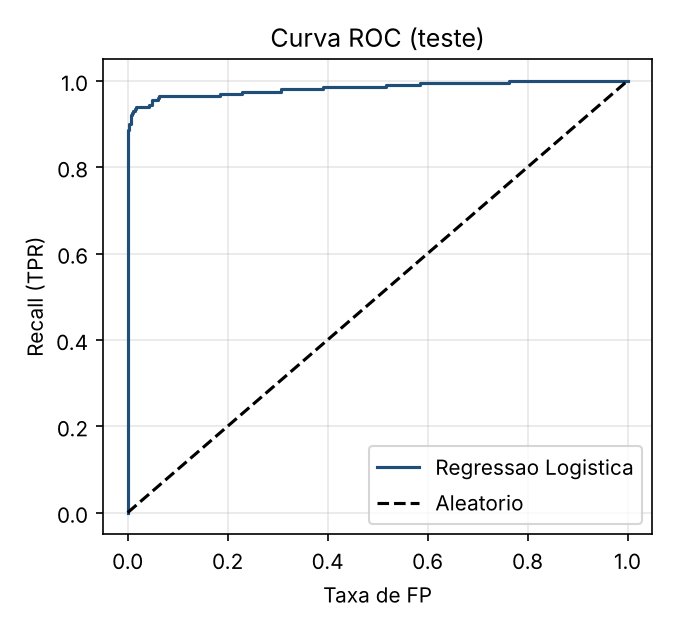 Curva ROC (teste)
Recall (TPR)
1.0
0.8
0.6
0.4
0.2
0.0
Regressao Logistica
Aleatorio
0.0 0.2 0.4 0.6 0.8 1.0
Taxa de FP